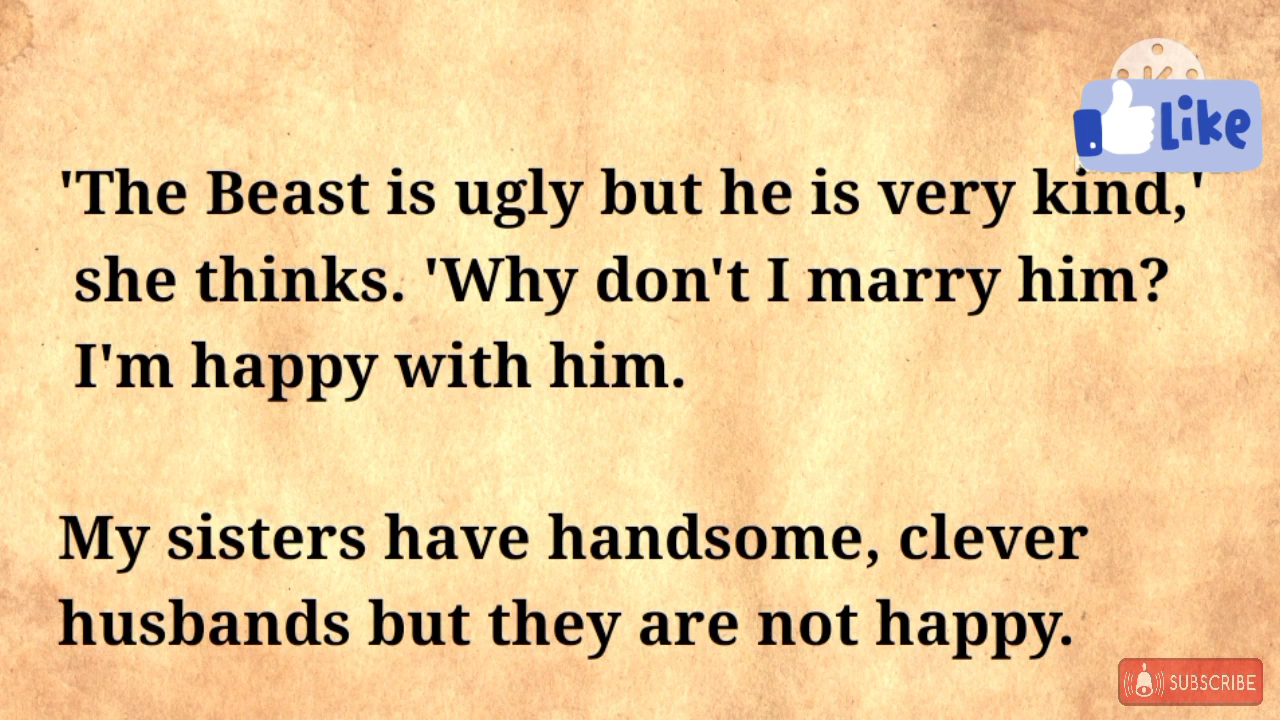 Like
'The Beast is ugly but he is very kind,'
she thinks. 'Why don't I marry him?
I'm happy with him.
My sisters have handsome, clever
husbands but they are not happy.
SUBSCRIBE